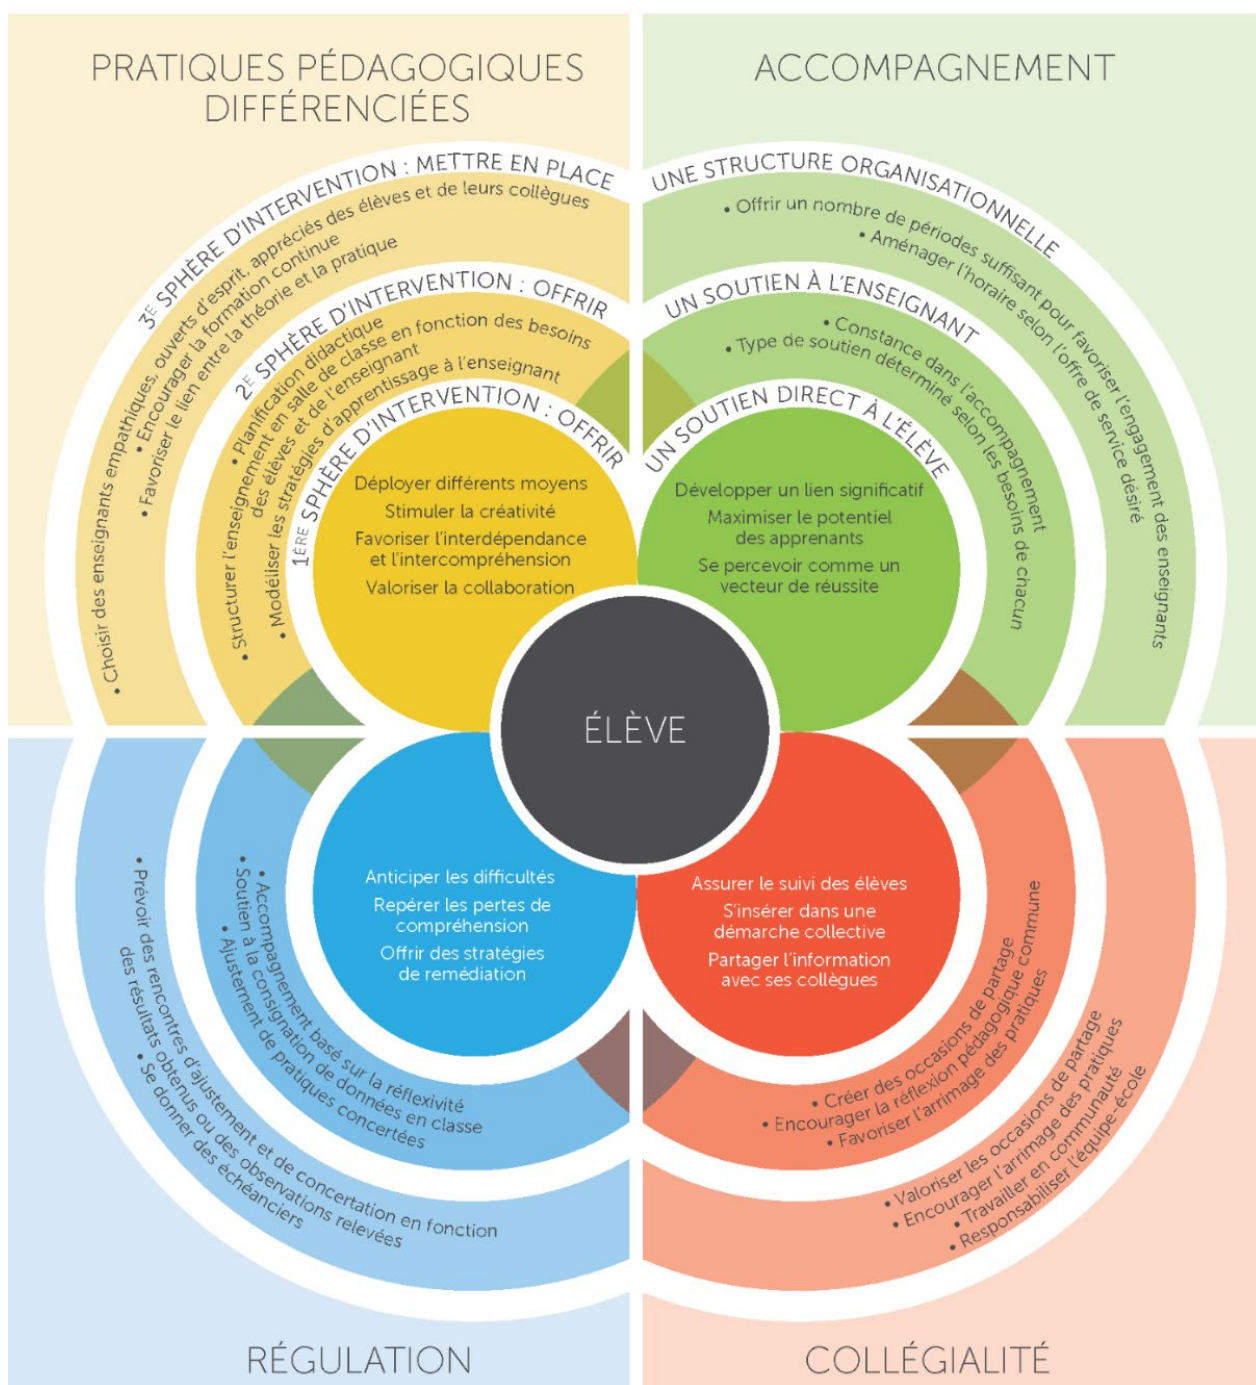 PRATIQUES PÉDAGOGIQUES
DIFFÉRENCIÉES
3E SPHÈRE D'INTERVENTION : METTRE EN PLACE
• Choisir des enseignants empathiques, ouverts d'esprit, appréciés des élèves et de leurs collègues
• Encourager la formation continue
• Favoriser le lien entre la théorie et la pratique
2E SPHÈRE D'INTERVENTION : OFFRIR
• Planification didactique
• Structurer l'enseignement en salle de classe en fonction des besoins
des élèves et de l'enseignant
• Modéliser les stratégies d'apprentissage à l'enseignant
1ÈRE SPHÈRE D'INTERVENTION : OFFRIR
Déployer différents moyens
Stimuler la créativité
Favoriser l'interdépendance
et l'intercompréhension
Valoriser la collaboration
ACCOMPAGNEMENT
UNE STRUCTURE ORGANISATIONNELLE
• Offrir un nombre de périodes suffisant pour favoriser l'engagement des enseignants
• Aménager l'horaire selon l'offre de service désiré
UN SOUTIEN À L'ENSEIGNANT
• Constance dans l'accompagnement
• Type de soutien déterminé selon les besoins de chacun
UN SOUTIEN DIRECT À L'ÉLÈVE
Développer un lien significatif
Maximiser le potentiel
des apprenants
Se percevoir comme un
vecteur de réussite
ÉLÈVE
Anticiper les difficultés
Repérer les pertes de
compréhension
Offrir des stratégies
de remédiation
• Accompagnement basé sur la réflexivité
• Soutien à la consignation de données en classe
• Ajustement de pratiques concertées
• Prévoir des rencontres d'ajustement et de concertation en fonction
des résultats obtenus ou des observations relevées
• Se donner des échéanciers
RÉGULATION
Assurer le suivi des élèves
S'insérer dans une
démarche collective
Partager l'information
avec ses collègues
• Créer des occasions de partage
• Encourager la réflexion pédagogique commune
• Favoriser l'arrimage des pratiques
• Valoriser les occasions de partage
• Encourager l'arrimage des pratiques
• Travailler en communauté
• Responsabiliser l'équipe-école
COLLÉGIALITÉ